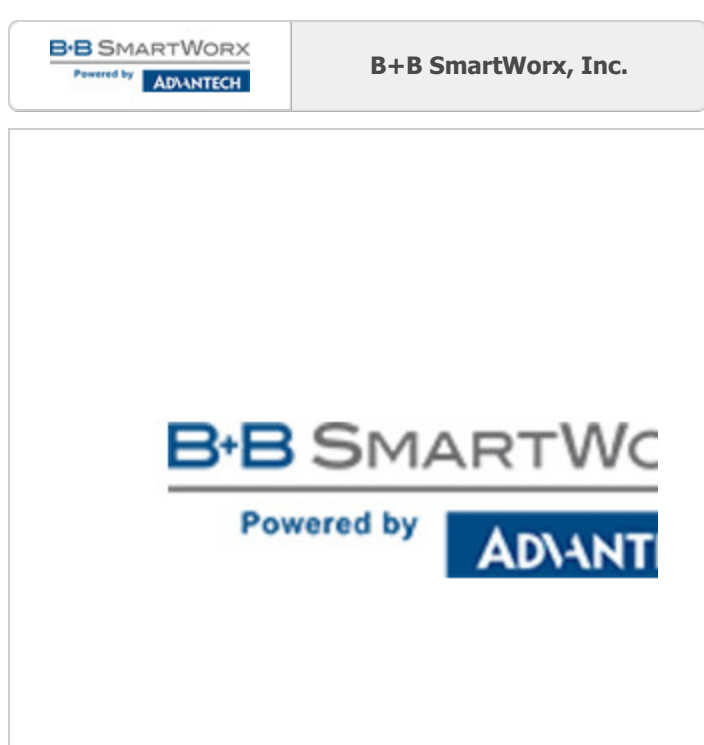 B+B SMARTWORX
Powered by ADVANTECH
B+B SmartWorx, Inc.
B+B SMARTWO
Powered by ADVANT